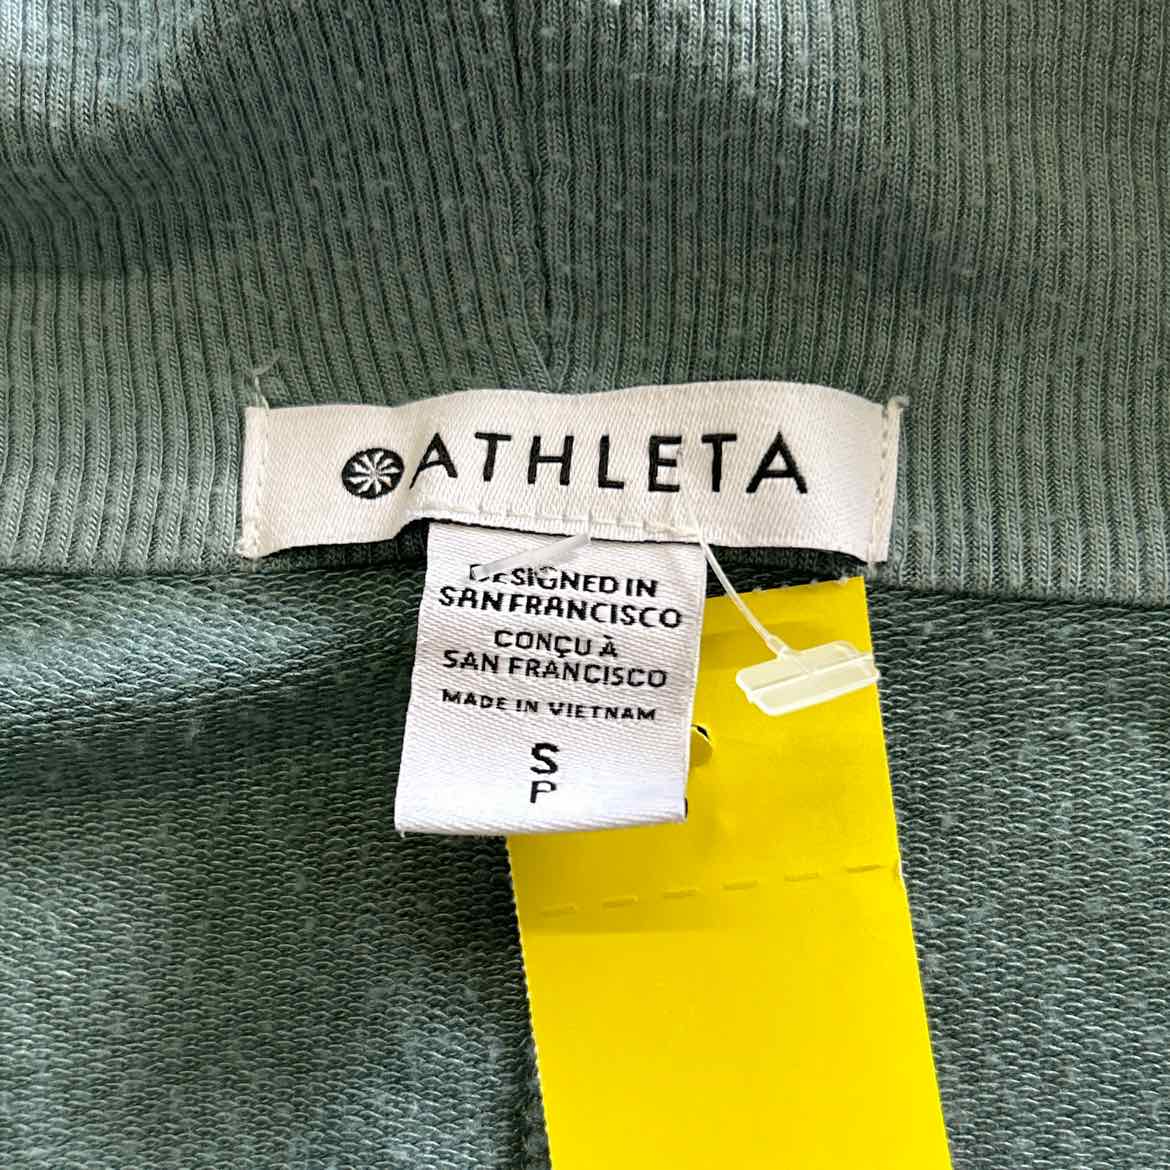 ATHLETA
DESIGNED IN
SAN FRANCISCO
CONÇU À
SAN FRANCISCO
MADE IN VIETNAM
S
P